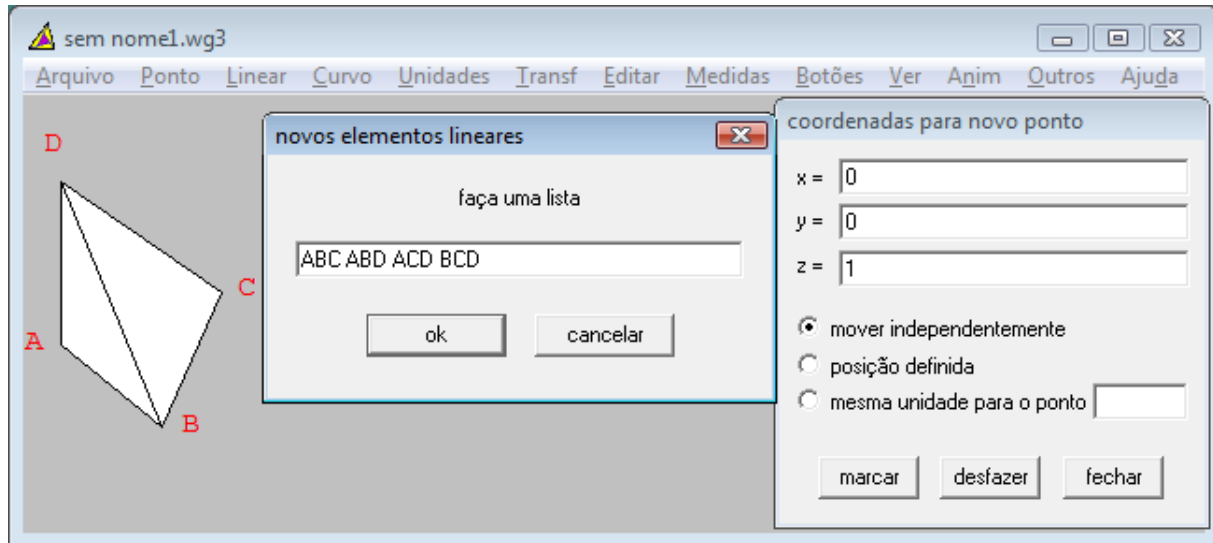 sem nome1.wg3
Arquivo Ponto Linear Curvo Unidades Transf Editar Medidas Botões Ver Anim Outros Ajuda
D
C
A
B
novos elementos lineares
faça uma lista
ABC ABD ACD BCD
ok cancelar
coordenadas para novo ponto
x = 0
y = 0
z = 1
mover independentemente
posição definida
mesma unidade para o ponto
marcar desfazer fechar